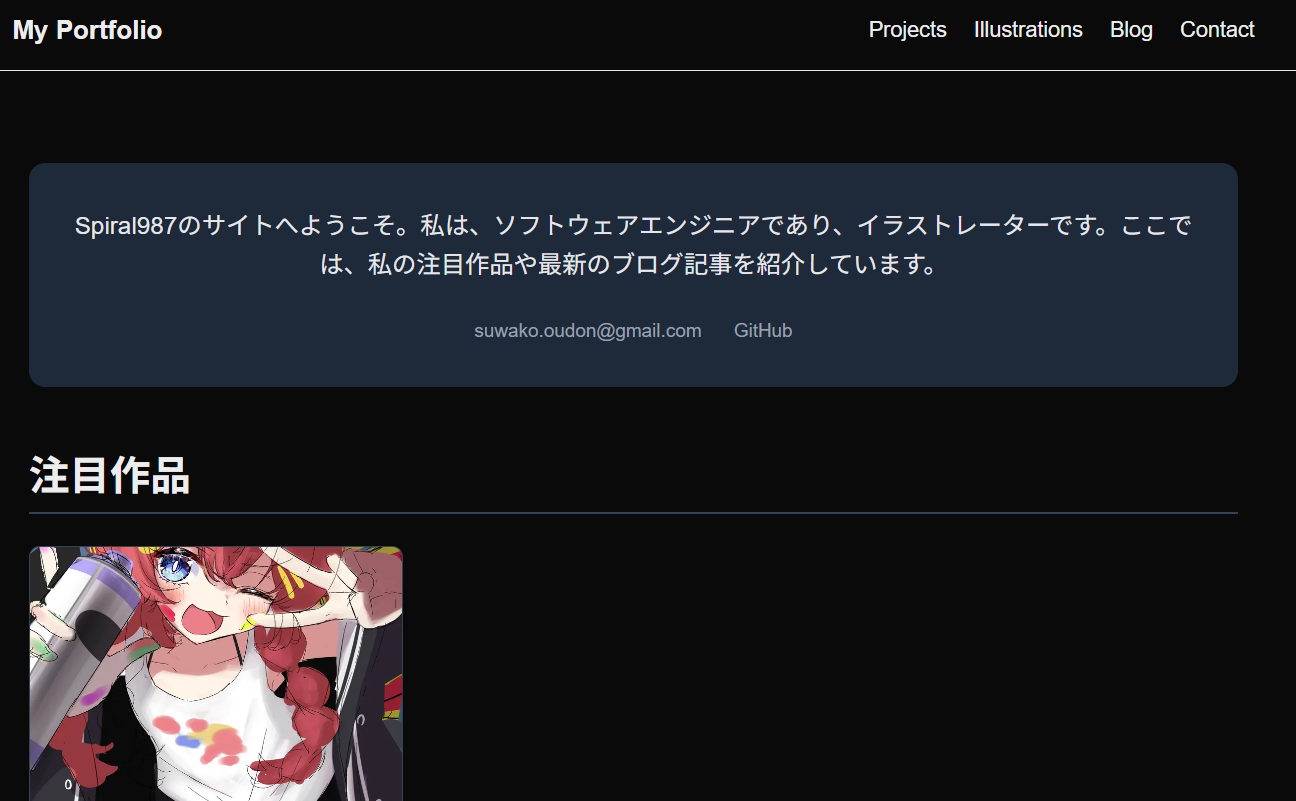 My Portfolio
Projects Illustrations Blog Contact
Spiral987のサイトへようこそ。私は、ソフトウェアエンジニアであり、イラストレーターです。ここで
は、私の注目作品や最新のブログ記事を紹介しています。
suwako.oudon@gmail.com GitHub
注目作品